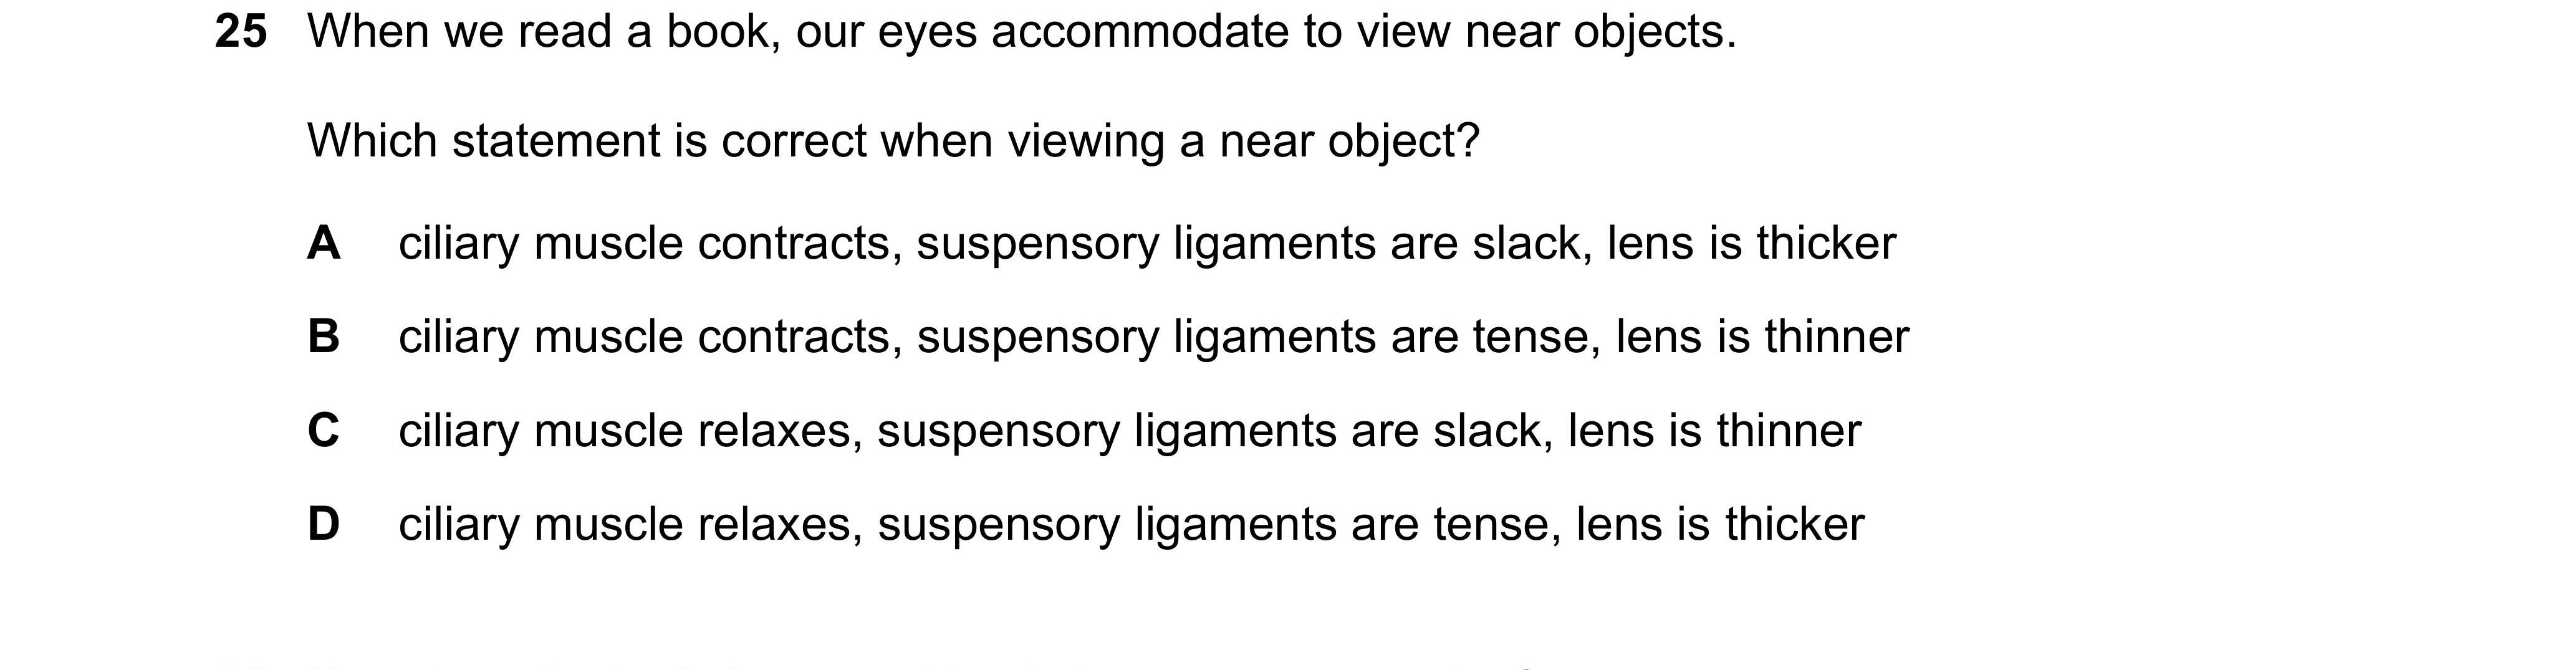 25 When we read a book, our eyes accommodate to view near objects.
Which statement is correct when viewing a near object?
A ciliary muscle contracts, suspensory ligaments are slack, lens is thicker
B ciliary muscle contracts, suspensory ligaments are tense, lens is thinner
C ciliary muscle relaxes, suspensory ligaments are slack, lens is thinner
D ciliary muscle relaxes, suspensory ligaments are tense, lens is thicker